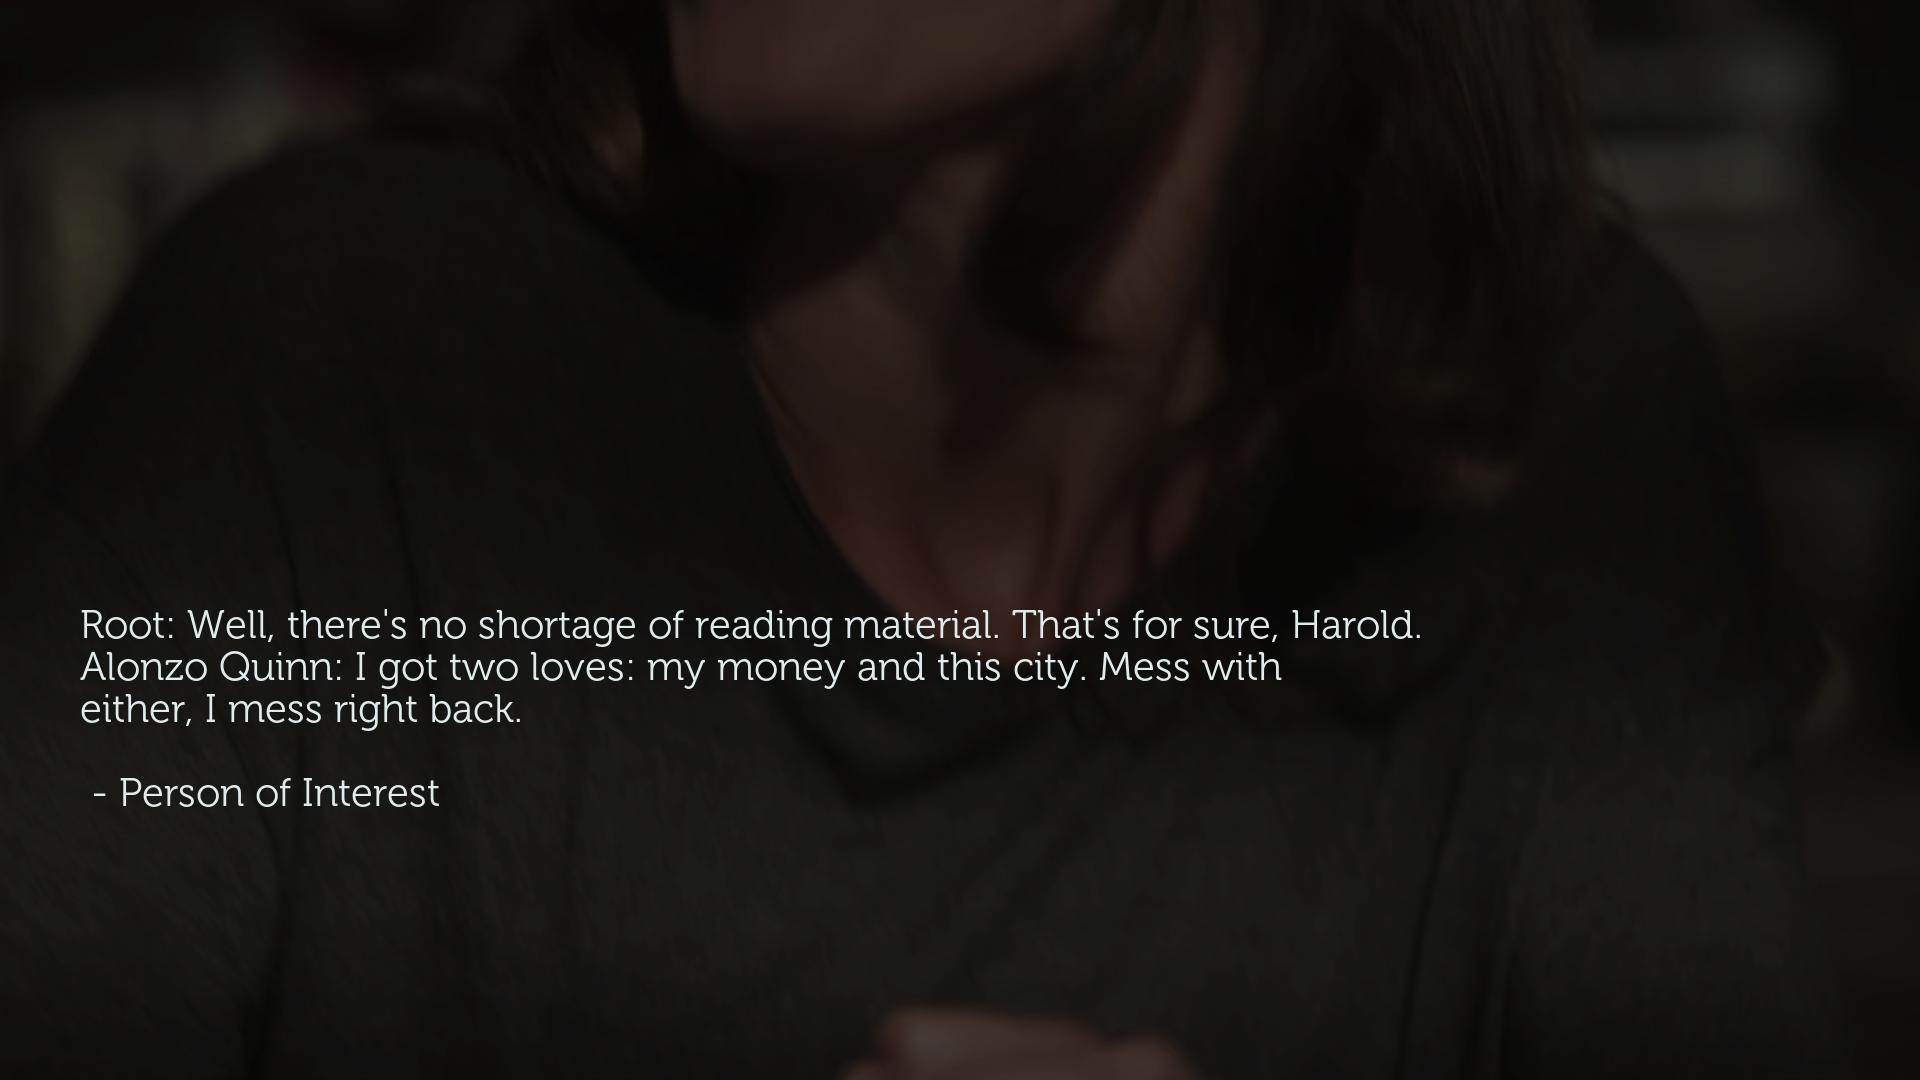 Root: Well, there's no shortage of reading material. That's for sure, Harold.
Alonzo Quinn: I got two loves: my money and this city. Mess with
either, I mess right back.
- Person of Interest